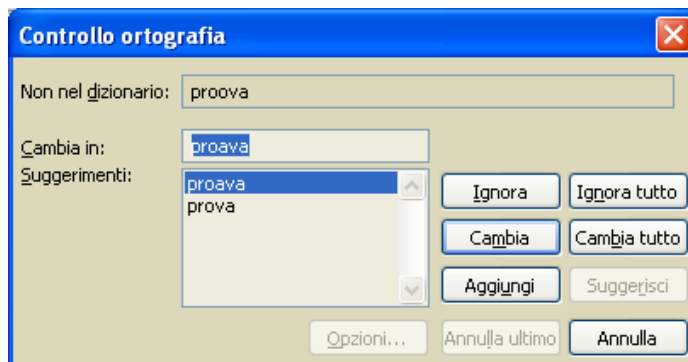 Controllo ortografia
Non nel dizionario: proova
Cambia in: proava
Suggerimenti:
proava
prova
Ignora Ignora tutto
Cambia Cambia tutto
Aggiungi Suggerisci
Opzioni... Annulla ultimo Annulla